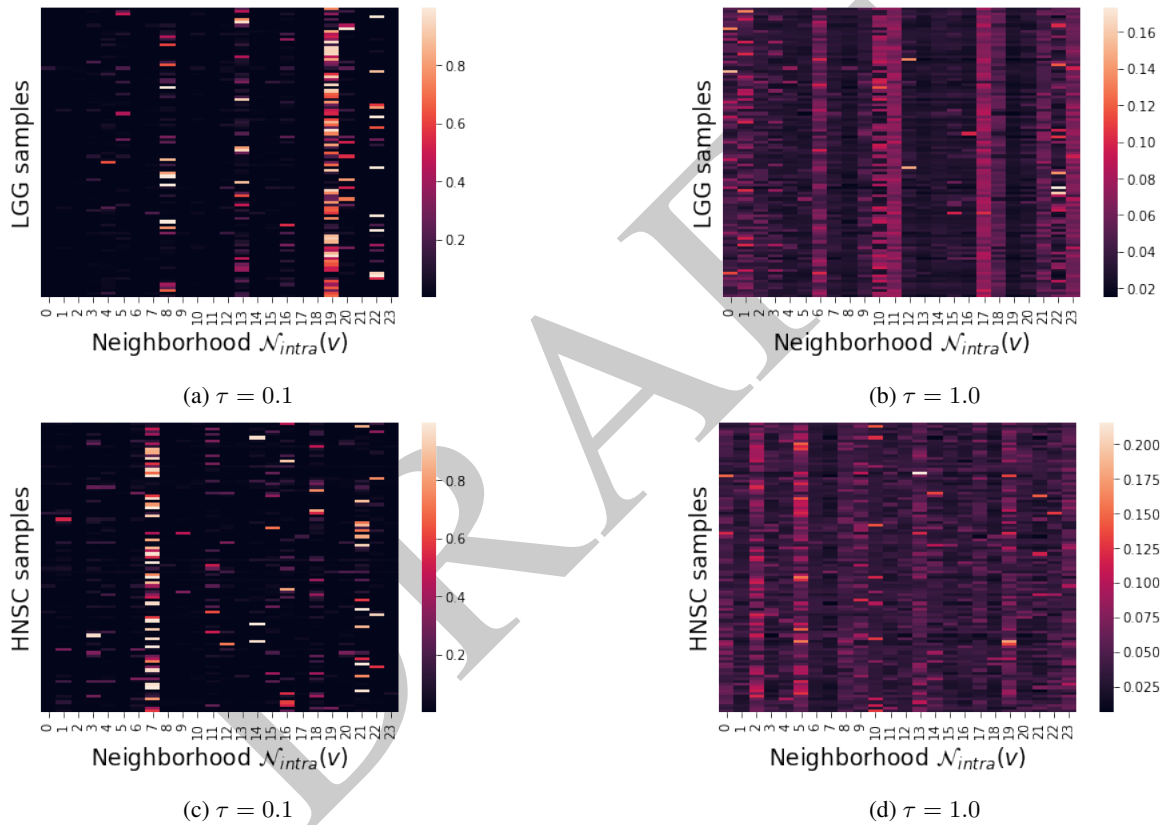 LGG samples
0 1 2 3 4 5 6 7 8 9 10 11 12 13 14 15 16 17 18 19 20 21 22 23
Neighborhood 𝒩intra(v)
0.8
0.6
0.4
0.2
(a) τ = 0.1
LGG samples
0 1 2 3 4 5 6 7 8 9 10 11 12 13 14 15 16 17 18 19 20 21 22 23
Neighborhood 𝒩intra(v)
0.16
0.14
0.12
0.10
0.08
0.06
0.04
0.02
(b) τ = 1.0
HNSC samples
0 1 2 3 4 5 6 7 8 9 10 11 12 13 14 15 16 17 18 19 20 21 22 23
Neighborhood 𝒩intra(v)
0.8
0.6
0.4
0.2
(c) τ = 0.1
HNSC samples
0 1 2 3 4 5 6 7 8 9 10 11 12 13 14 15 16 17 18 19 20 21 22 23
Neighborhood 𝒩intra(v)
0.200
0.175
0.150
0.125
0.100
0.075
0.050
0.025
(d) τ = 1.0